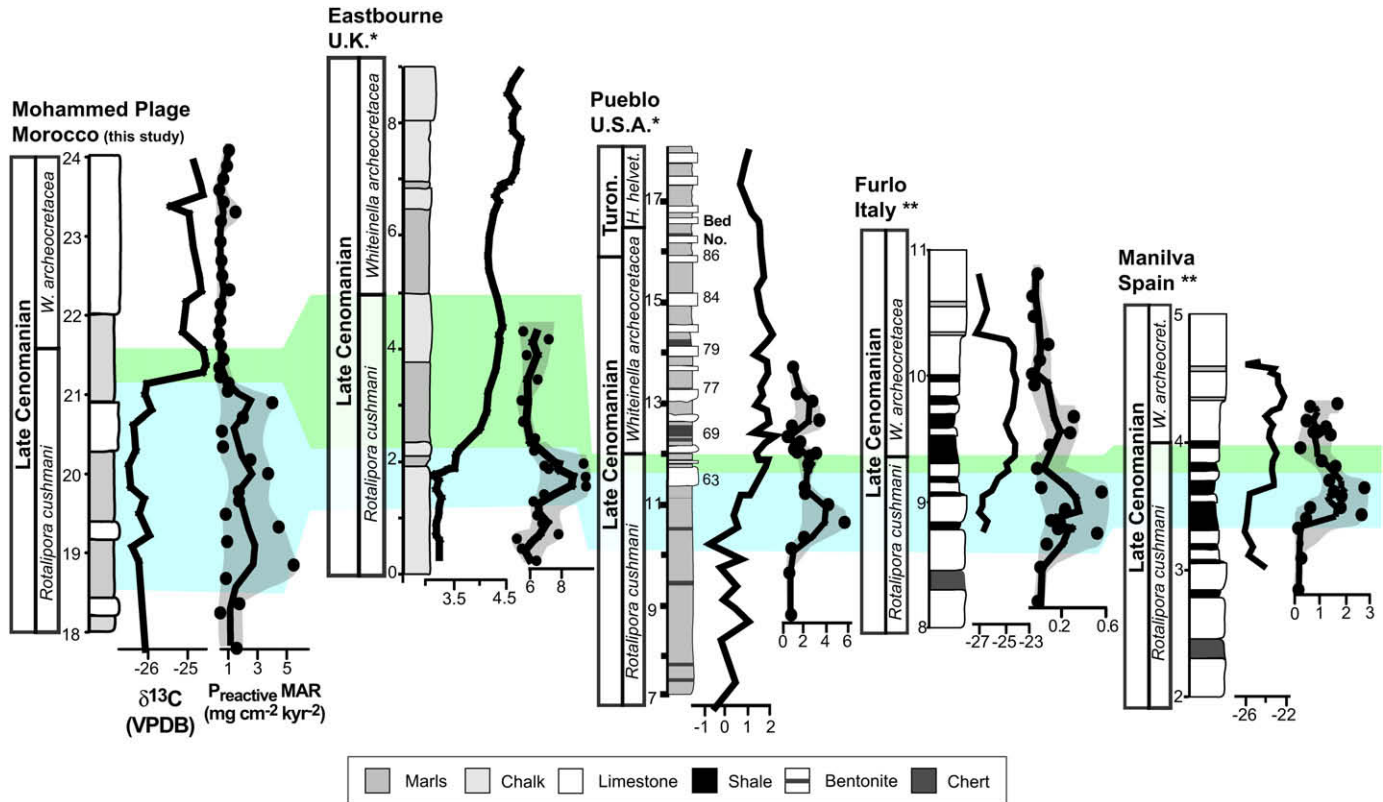 Mohammed Plage
Morocco (this study)
Late Cenomanian
Rotalipora cushmani
W. archeocretacea
24
23
22
21
20
19
18
-26 -25
δ13C
(VPDB)
1 3 5
Preactive MAR
(mg cm-2 kyr-2)
Eastbourne
U.K.*
Late Cenomanian
Rotalipora cushmani
Whiteinella archeocretacea
8
6
4
2
0
3.5 4.5
6 8
Pueblo
U.S.A.*
Turon.
Late Cenomanian
H. helvet.
Whiteinella archeocretacea
Rotalipora cushmani
17
15
13
11
9
7
Bed
No.
86
84
79
77
69
63
-1 0 1 2
0 2 4 6
Furlo
Italy **
Late Cenomanian
W. archeocretacea
Rotalipora cushmani
11
10
9
8
-27 -25 -23
0.2 0.6
Manilva
Spain **
Late Cenomanian
W. archeocret.
Rotalipora cushmani
5
4
3
2
-26 -22
0 1 2 3
Marls Chalk Limestone Shale Bentonite Chert